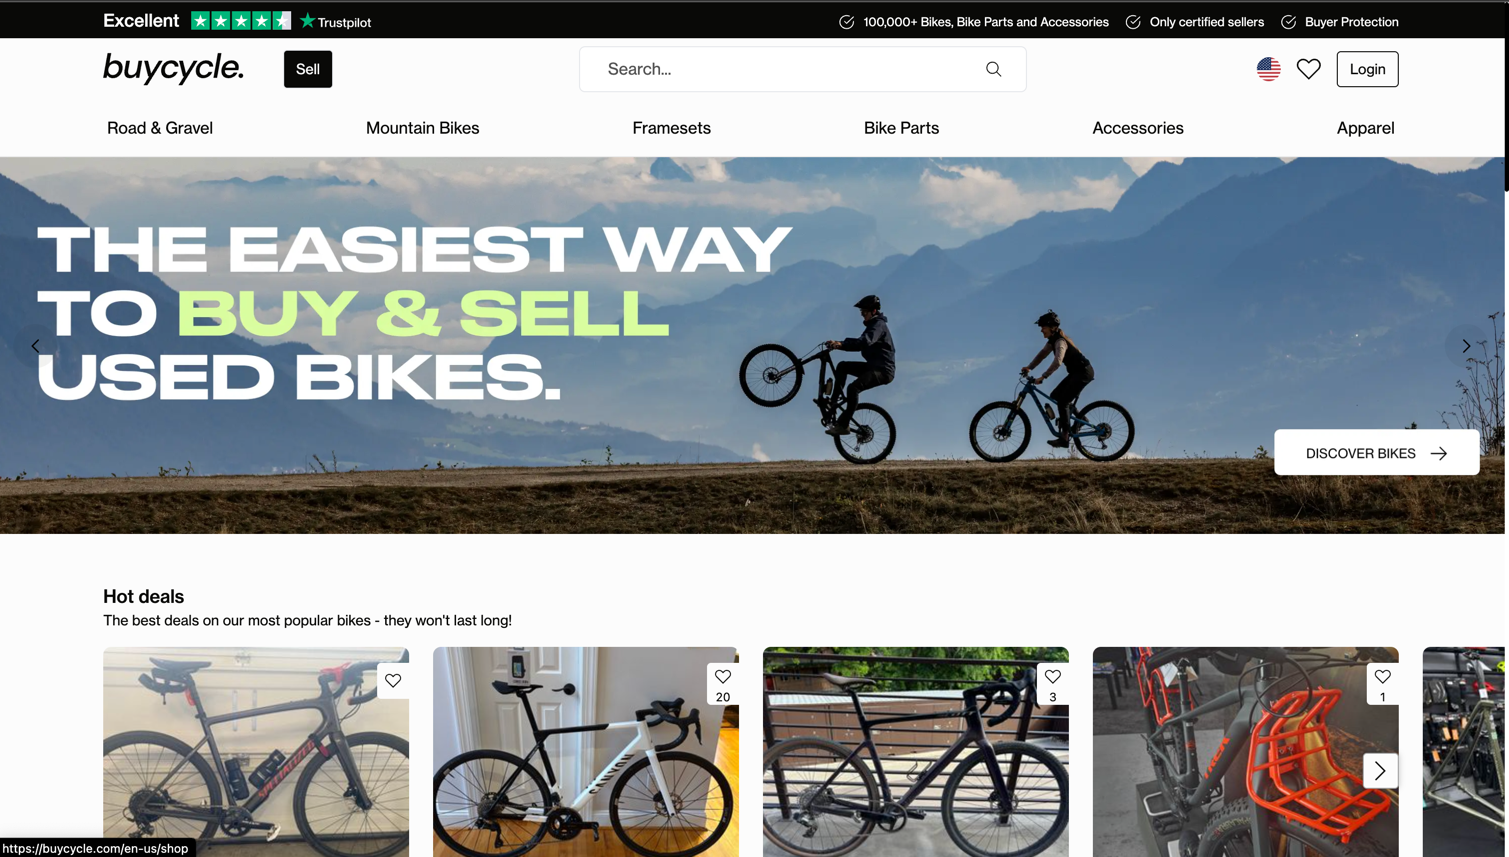 Excellent Trustpilot 100,000+ Bikes, Bike Parts and Accessories Only certified sellers Buyer Protection
buycycle. Sell Search... Login
Road & Gravel Mountain Bikes Framesets Bike Parts Accessories Apparel
THE EASIEST WAY
TO BUY & SELL
USED BIKES.
DISCOVER BIKES
Hot deals
The best deals on our most popular bikes - they won't last long!
20 3 1
SPECIALIZED
https://buycycle.com/en-us/shop